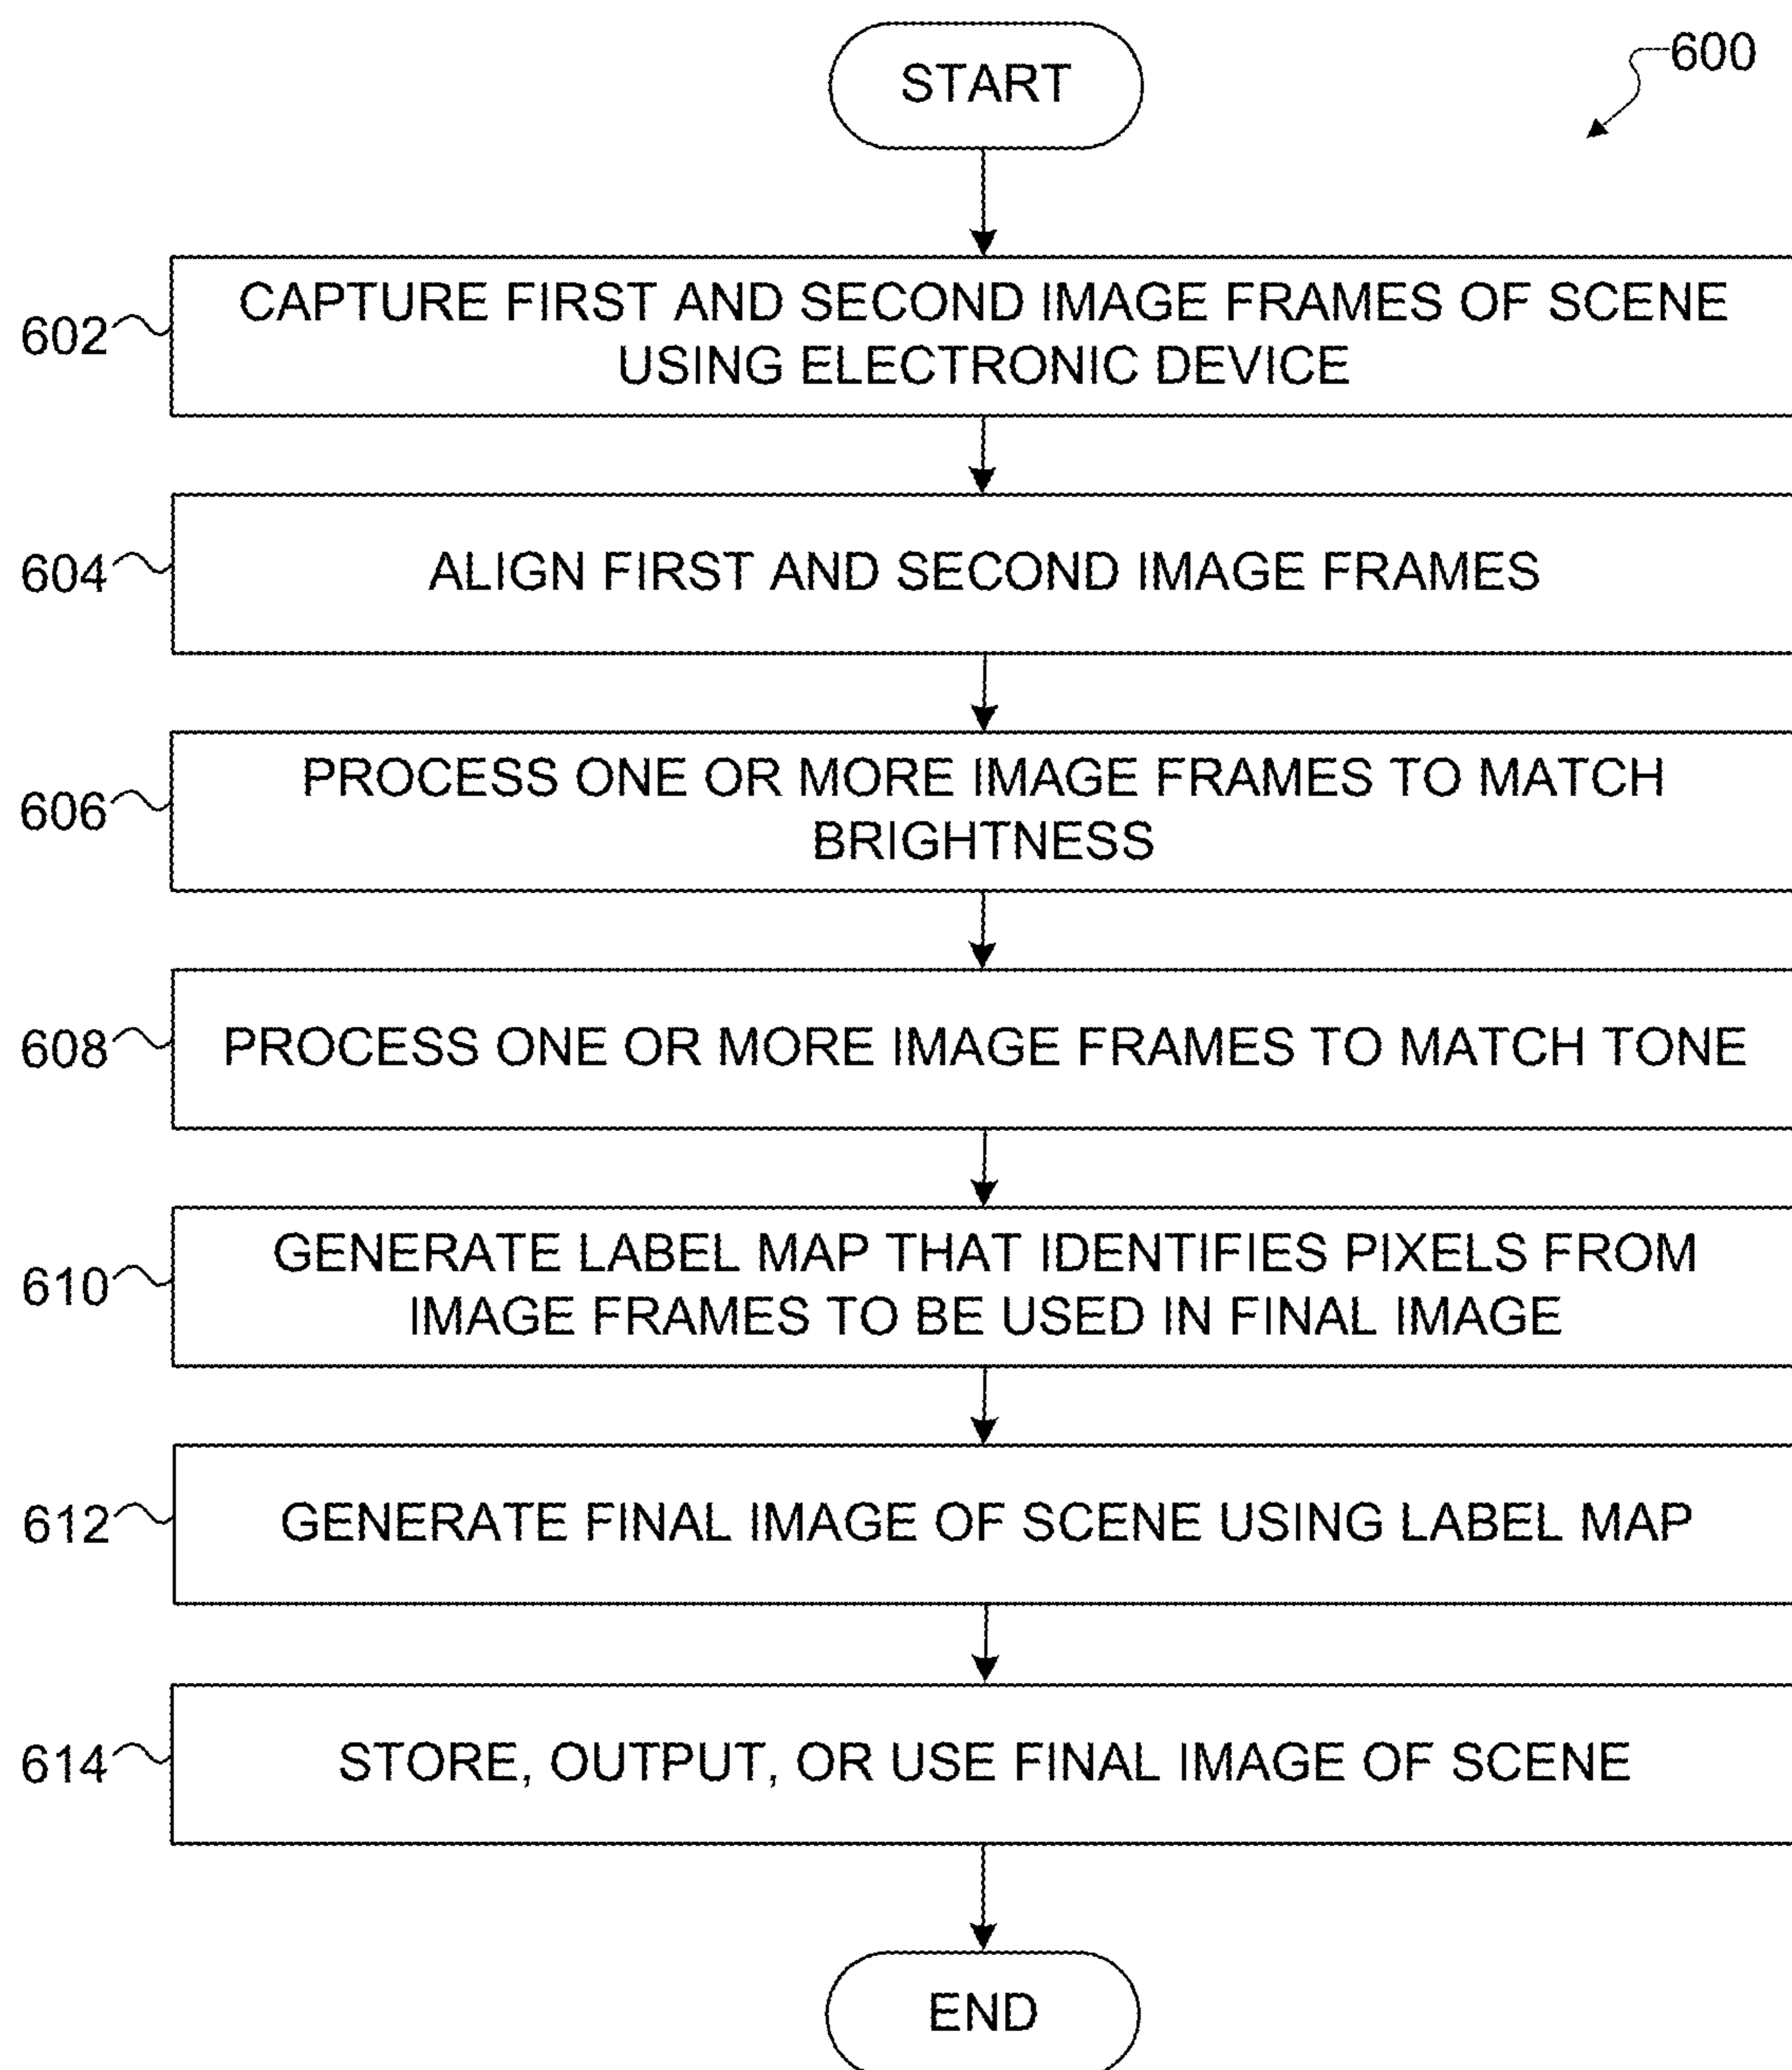 START
600
602
CAPTURE FIRST AND SECOND IMAGE FRAMES OF SCENE
USING ELECTRONIC DEVICE
604
ALIGN FIRST AND SECOND IMAGE FRAMES
606
PROCESS ONE OR MORE IMAGE FRAMES TO MATCH
BRIGHTNESS
608
PROCESS ONE OR MORE IMAGE FRAMES TO MATCH TONE
610
GENERATE LABEL MAP THAT IDENTIFIES PIXELS FROM
IMAGE FRAMES TO BE USED IN FINAL IMAGE
612
GENERATE FINAL IMAGE OF SCENE USING LABEL MAP
614
STORE, OUTPUT, OR USE FINAL IMAGE OF SCENE
END